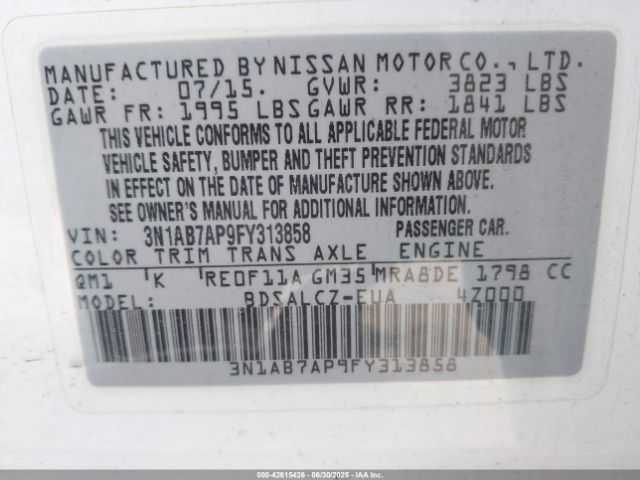 MANUFACTURED BY NISSAN MOTOR CO., LTD.
DATE: 07/15. GVWR: 3823 LBS
GAWR FR: 1995 LBS GAWR RR: 1841 LBS
THIS VEHICLE CONFORMS TO ALL APPLICABLE FEDERAL MOTOR
VEHICLE SAFETY, BUMPER AND THEFT PREVENTION STANDARDS
IN EFFECT ON THE DATE OF MANUFACTURE SHOWN ABOVE.
SEE OWNER'S MANUAL FOR ADDITIONAL INFORMATION.
VIN: 3N1AB7AP9FY313858 PASSENGER CAR.
COLOR TRIM TRANS AXLE ENGINE
QM1 K RE0F11A GM35 MRA8DE 1798 CC
MODEL: BDSALCZ-EUA 4Z000
3N1AB7AP9FY313858
000-42615426 - 06/30/2025 - IAA Inc.